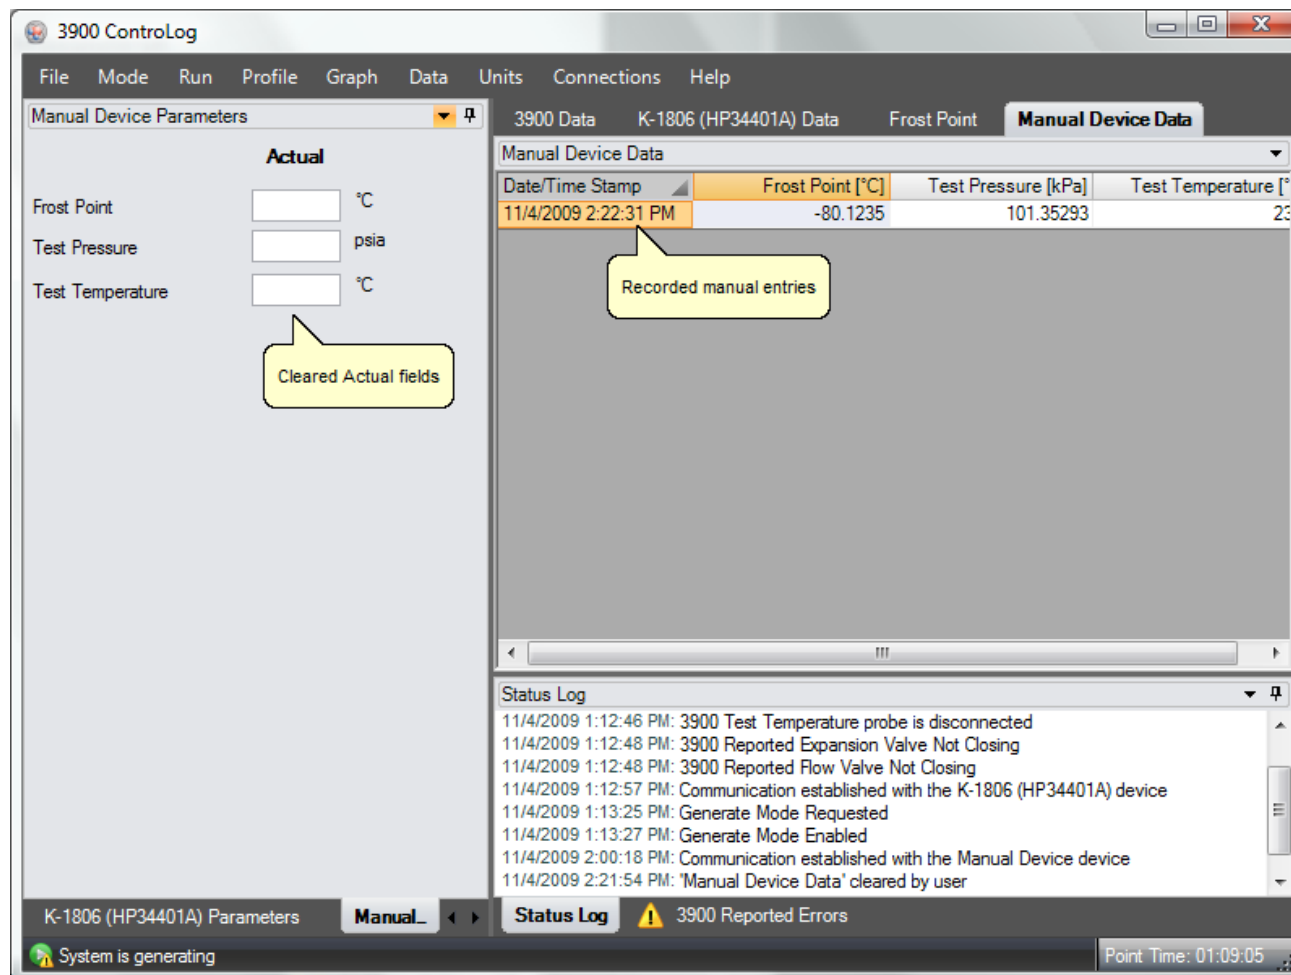 3900 ControLog
File Mode Run Profile Graph Data Units Connections Help
Manual Device Parameters
Actual
Frost Point °C
Test Pressure psia
Test Temperature °C
Cleared Actual fields
K-1806 (HP34401A) Parameters Manual_
3900 Data K-1806 (HP34401A) Data Frost Point Manual Device Data
Manual Device Data
Date/Time Stamp Frost Point [°C] Test Pressure [kPa] Test Temperature [°
11/4/2009 2:22:31 PM -80.1235 101.35293 23
Recorded manual entries
Status Log
11/4/2009 1:12:46 PM: 3900 Test Temperature probe is disconnected
11/4/2009 1:12:48 PM: 3900 Reported Expansion Valve Not Closing
11/4/2009 1:12:48 PM: 3900 Reported Flow Valve Not Closing
11/4/2009 1:12:57 PM: Communication established with the K-1806 (HP34401A) device
11/4/2009 1:13:25 PM: Generate Mode Requested
11/4/2009 1:13:27 PM: Generate Mode Enabled
11/4/2009 2:00:18 PM: Communication established with the Manual Device device
11/4/2009 2:21:54 PM: 'Manual Device Data' cleared by user
Status Log 3900 Reported Errors
System is generating Point Time: 01:09:05